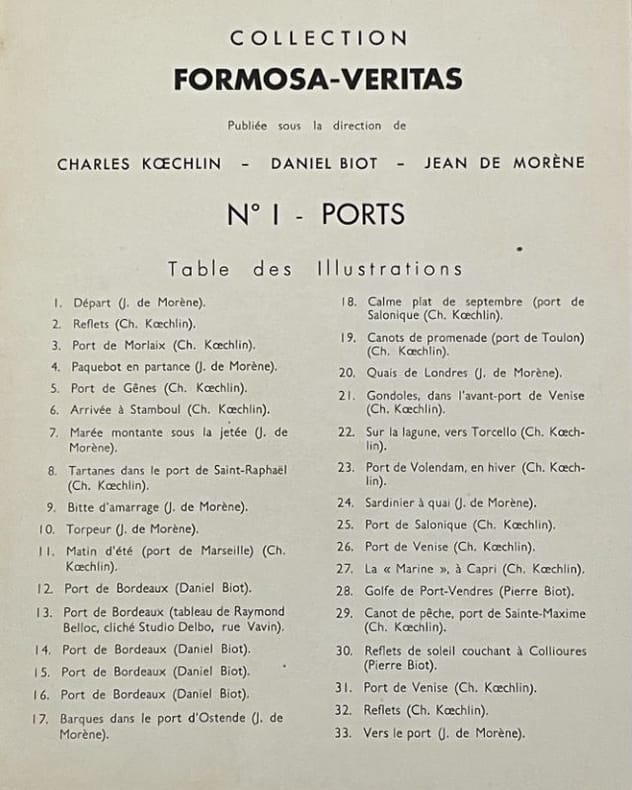 COLLECTION
FORMOSA-VERITAS
Publiée sous la direction de
CHARLES KŒCHLIN – DANIEL BIOT – JEAN DE MORÈNE
N° I - PORTS
Table des Illustrations
1. Départ (J. de Morène).
2. Reflets (Ch. Kœchlin).
3. Port de Morlaix (Ch. Kœchlin).
4. Paquebot en partance (J. de Morène).
5. Port de Gênes (Ch. Kœchlin).
6. Arrivée à Stamboul (Ch. Kœchlin).
7. Marée montante sous la jetée (J. de
Morène).
8. Tartanes dans le port de Saint-Raphaël
(Ch. Kœchlin).
9. Bitte d'amarrage (J. de Morène).
10. Torpeur (J. de Morène).
11. Matin d'été (port de Marseille) (Ch.
Kœchlin).
12. Port de Bordeaux (Daniel Biot).
13. Port de Bordeaux (tableau de Raymond
Belloc, cliché Studio Delbo, rue Vavin).
14. Port de Bordeaux (Daniel Biot).
15. Port de Bordeaux (Daniel Biot).
16. Port de Bordeaux (Daniel Biot).
17. Barques dans le port d'Ostende (J. de
Morène).
18. Calme plat de septembre (port de
Salonique (Ch. Kœchlin).
19. Canots de promenade (port de Toulon)
(Ch. Kœchlin).
20. Quais de Londres (J. de Morène).
21. Gondoles, dans l'avant-port de Venise
(Ch. Kœchlin).
22. Sur la lagune, vers Torcello (Ch. Kœch-
lin).
23. Port de Volendam, en hiver (Ch. Kœch-
lin).
24. Sardinier à quai (J. de Morène).
25. Port de Salonique (Ch. Kœchlin).
26. Port de Venise (Ch. Kœchlin).
27. La « Marine », à Capri (Ch. Kœchlin).
28. Golfe de Port-Vendres (Pierre Biot).
29. Canot de pêche, port de Sainte-Maxime
(Ch. Kœchlin).
30. Reflets de soleil couchant à Collioures
(Pierre Biot).
31. Port de Venise (Ch. Kœchlin).
32. Reflets (Ch. Kœchlin).
33. Vers le port (J. de Morène).